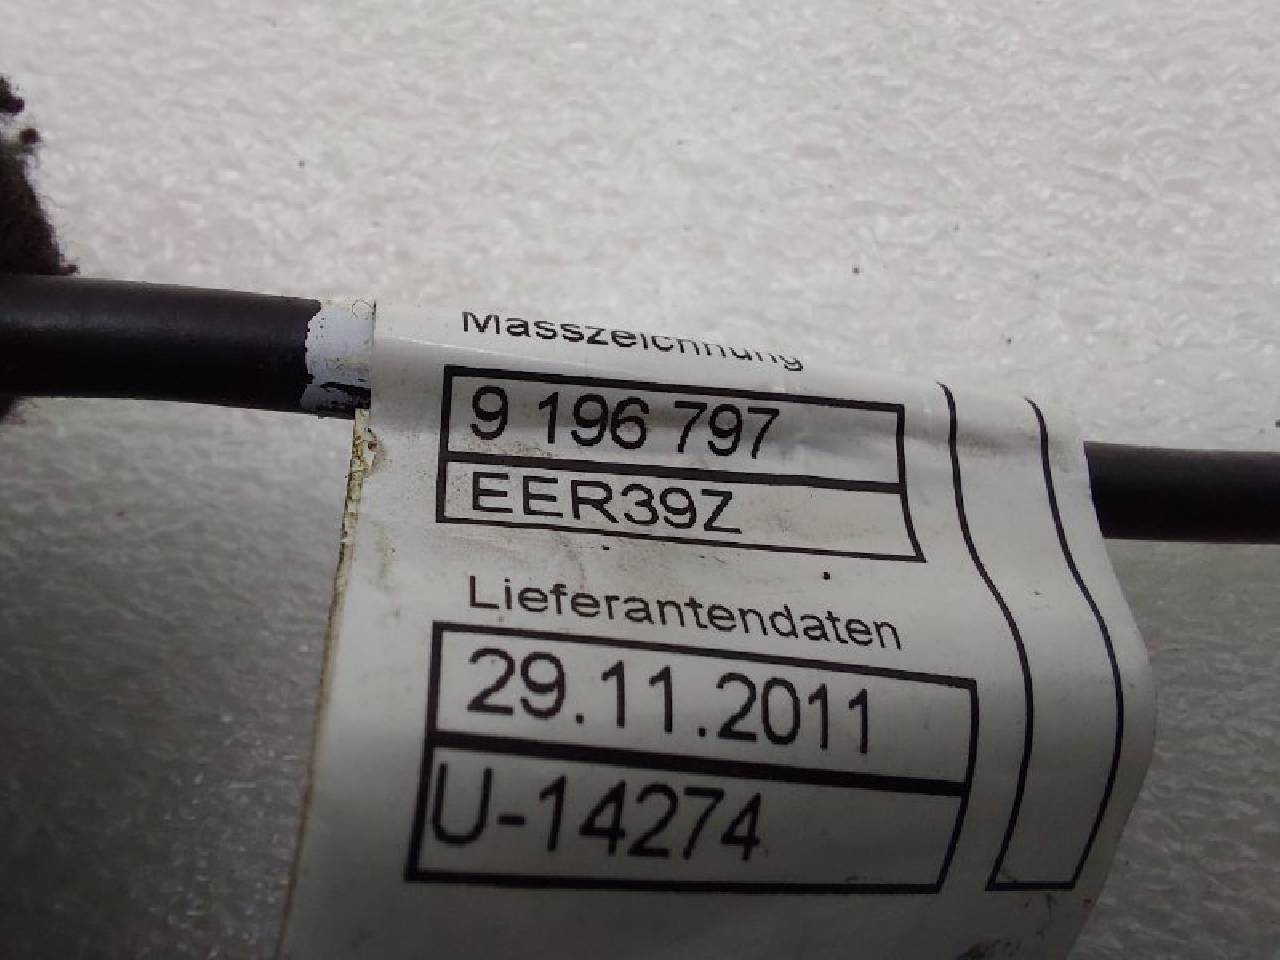 Masszeichnung
9 196 797
EER39Z
Lieferantendaten
29.11.2011
U-14274